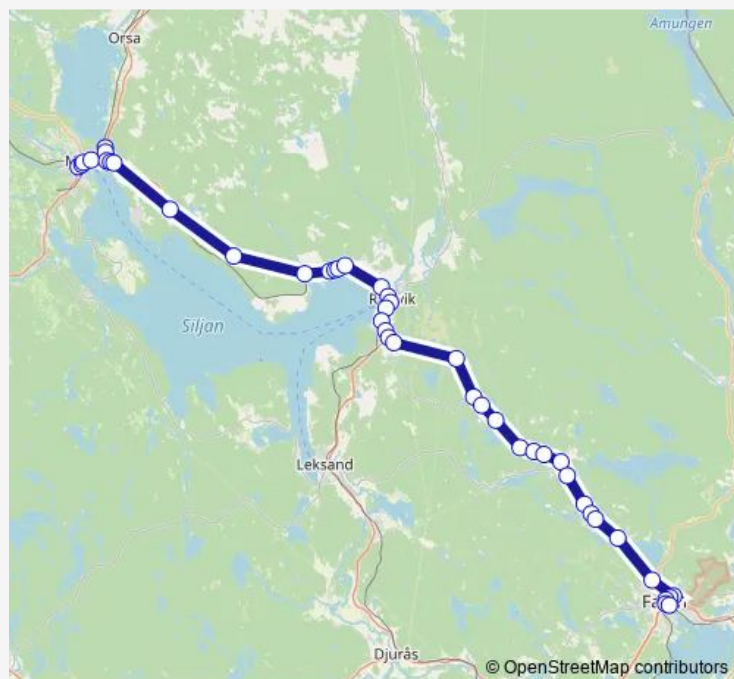 Amungen
Orsa
Siljan
Leksand
Djurås
© OpenStreetMap contributors